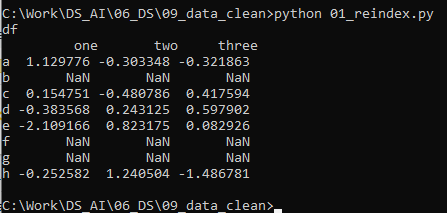 C:\Work\DS_AI\06_DS\09_data_clean>python 01_reindex.py
df
        one       two     three
a  1.129776 -0.303348 -0.321863
b       NaN       NaN       NaN
c  0.154751 -0.480786  0.417594
d -0.383568  0.243125  0.597902
e -2.109166  0.823175  0.082926
f       NaN       NaN       NaN
g       NaN       NaN       NaN
h -0.252582  1.240504 -1.486781
C:\Work\DS_AI\06_DS\09_data_clean>